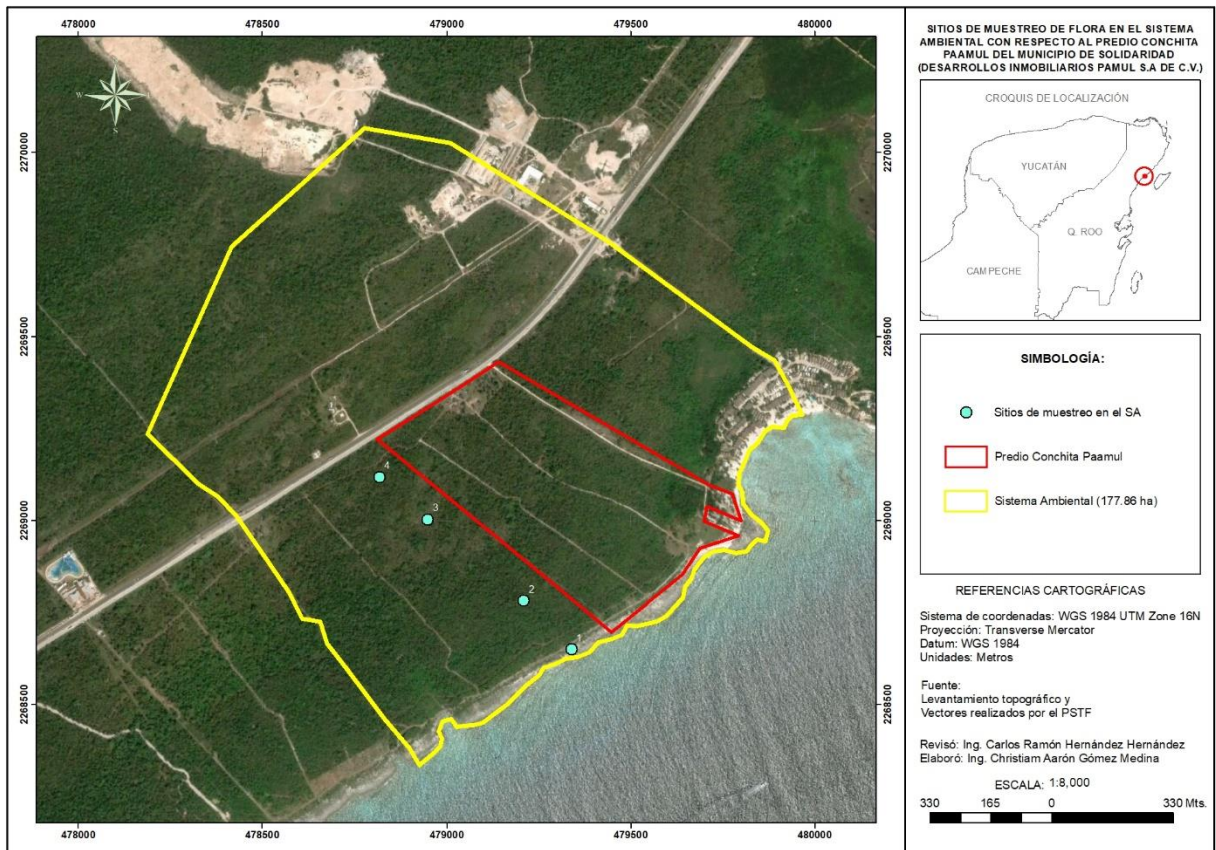 478000 478500 479000 479500 480000
2270000 2270000
2269500 2269500
2269000 2269000
2268500 2268500
478000 478500 479000 479500 480000
W
S
4
3
2
1
SITIOS DE MUESTREO DE FLORA EN EL SISTEMA
AMBIENTAL CON RESPECTO AL PREDIO CONCHITA
PAAMUL DEL MUNICIPIO DE SOLIDARIDAD
(DESARROLLOS INMOBILIARIOS PAMUL S.A DE C.V.)
CROQUIS DE LOCALIZACIÓN
YUCATÁN
Q. ROO
CAMPECHE
SIMBOLOGÍA:
Sitios de muestreo en el SA
Predio Conchita Paamul
Sistema Ambiental (177.86 ha)
REFERENCIAS CARTOGRÁFICAS
Sistema de coordenadas: WGS 1984 UTM Zone 16N
Proyección: Transverse Mercator
Datum: WGS 1984
Unidades: Metros
Fuente:
Levantamiento topográfico y
Vectores realizados por el PSTF
Revisó: Ing. Carlos Ramón Hernández Hernández
Elaboró: Ing. Christiam Aarón Gómez Medina
ESCALA: 1:8,000
330 165 0 330 Mts.